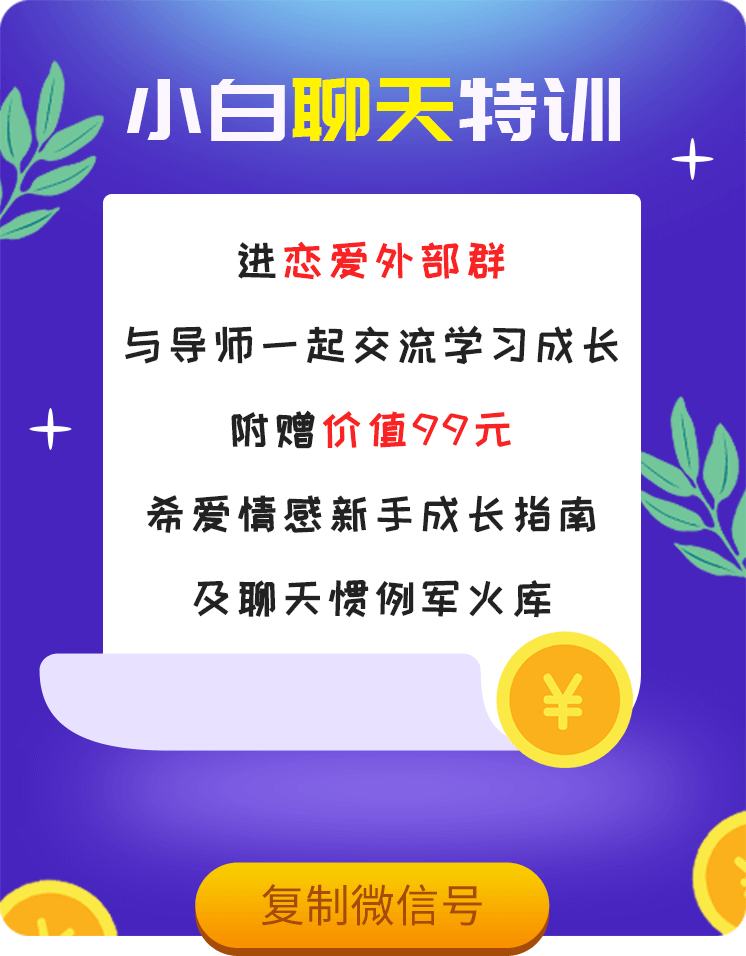 小白聊天特训
进恋爱外部群
与导师一起交流学习成长
附赠价值99元
希爱情感新手成长指南
及聊天惯例军火库
¥
复制微信号